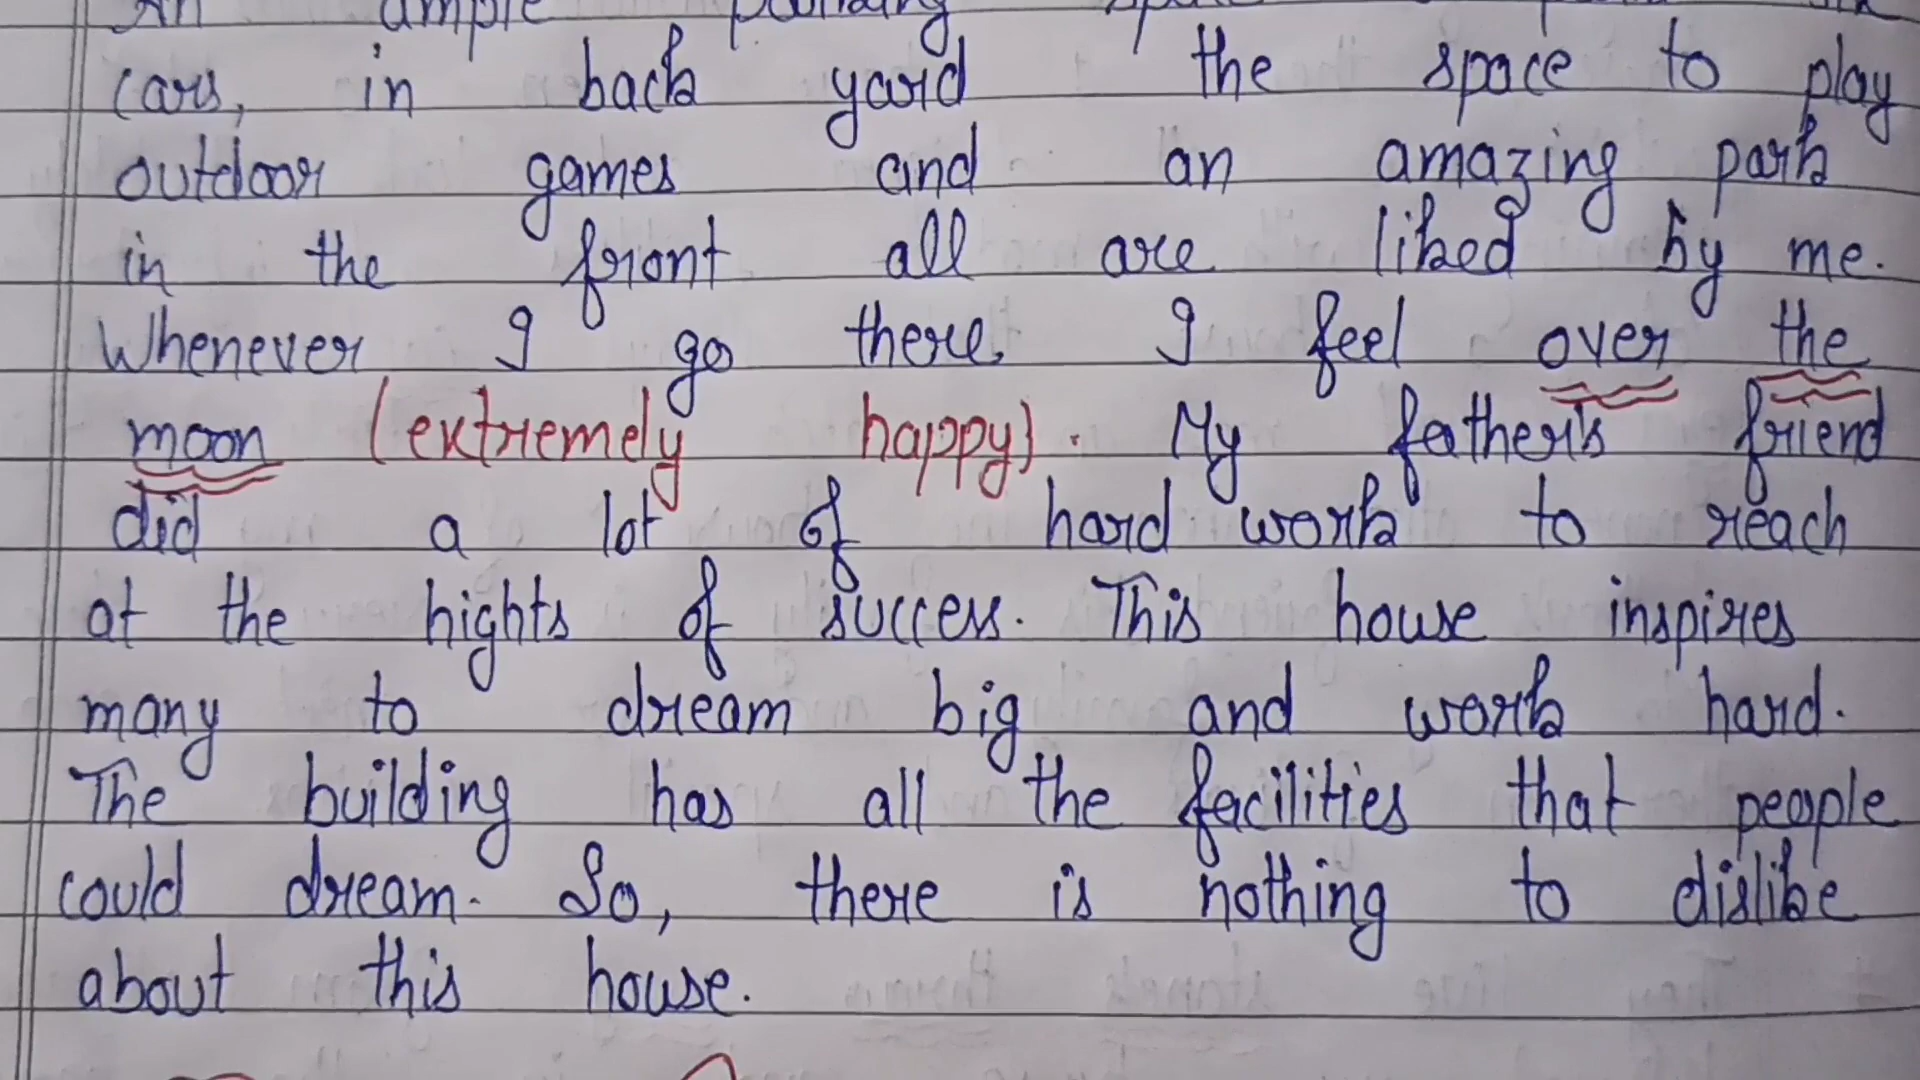 An ample parking
cars, in back yard the space to play
outdoor games and an amazing park
in the front all are liked by me.
Whenever I go there, I feel over the
moon (extremely happy). My father's friend
did a lot of hard work to reach
at the hights of success. This house inspires
many to dream big and work hard.
The building has all the facilities that people
could dream. So, there is nothing to dislike
about this house.